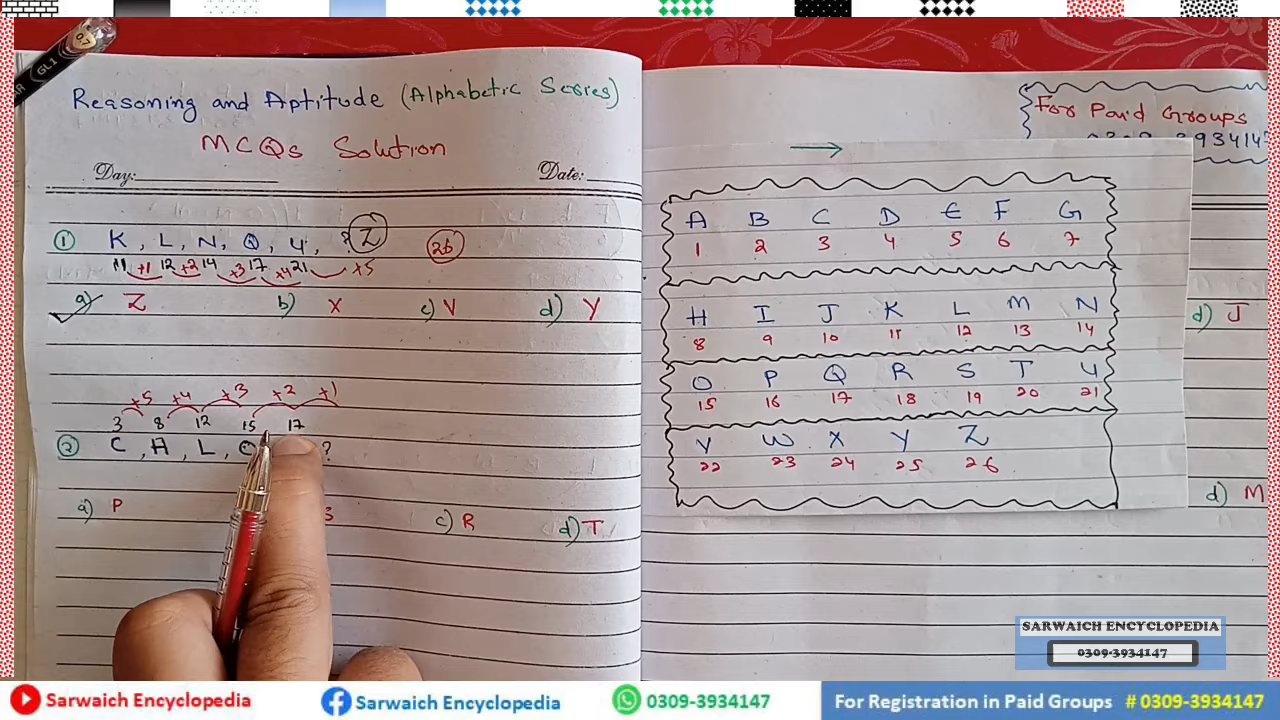 GL1
0.7
Reasoning and Aptitude (Alphabetic Series)
MCQs Solution
Day:
Date:
① K, L, N, Q, U, ? Z 26
11 +1 12 +2 14 +3 17 +4 21 +5
a) Z b) X c) V d) Y
+5 +4 +3 +2 +1
3 8 12 15 17
② C, H, L, ?
a) P 3 c) R d) T
For Paid Groups
→
A B C D E F G
1 2 3 4 5 6 7
H I J K L M N
8 9 10 11 12 13 14
O P Q R S T U
15 16 17 18 19 20 21
V W X Y Z
22 23 24 25 26
d) J
d) M
SARWAICH ENCYCLOPEDIA
0309-3934147
Sarwaich Encyclopedia
Sarwaich Encyclopedia
0309-3934147
For Registration in Paid Groups # 0309-3934147